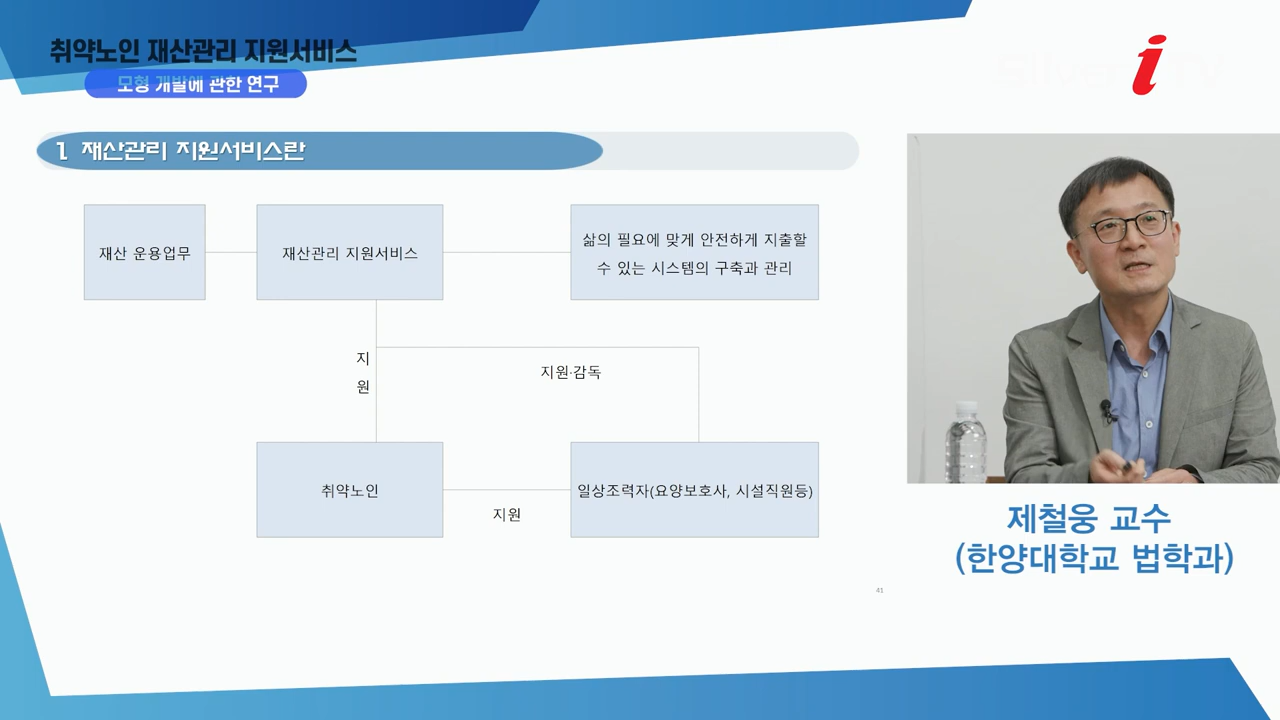 취약노인 재산관리 지원서비스
모형 개발에 관한 연구
Silver i TV
1. 재산관리 지원서비스란
재산 운용업무
재산관리 지원서비스
삶의 필요에 맞게 안전하게 지출할
수 있는 시스템의 구축과 관리
지
원
지원·감독
취약노인
지원
일상조력자(요양보호사, 시설직원등)
41
제철웅 교수
(한양대학교 법학과)